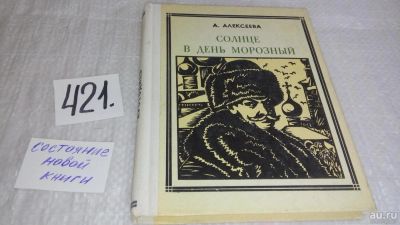 А. АЛЕКСЕЕВА
СОЛНЦЕ
В ДЕНЬ МОРОЗНЫЙ
421.
СОСТОЯНИЕ
НОВОЙ
КНИГИ
au.ru